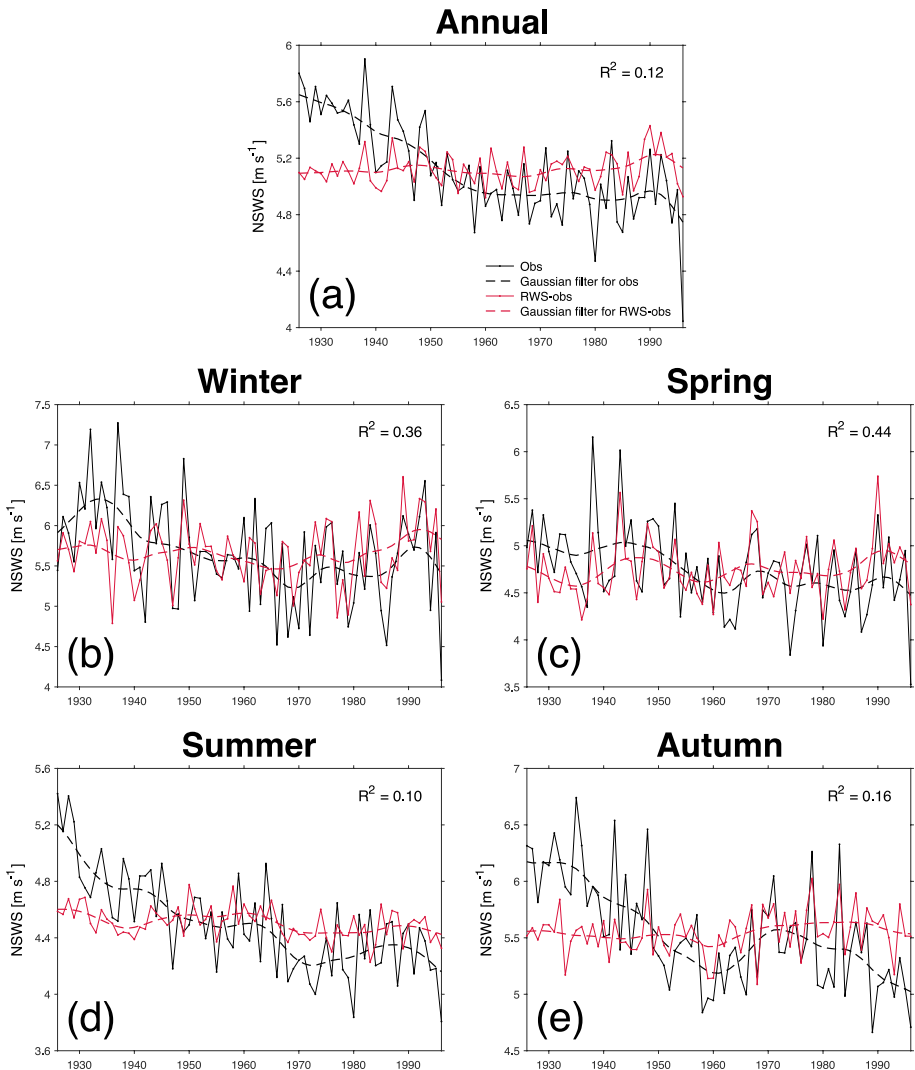 Annual
NSWS [m s⁻¹]
6
5.6
5.2
4.8
4.4
4
R² = 0.12
Obs
Gaussian filter for obs
RWS-obs
Gaussian filter for RWS-obs
(a)
1930 1940 1950 1960 1970 1980 1990
Winter
NSWS [m s⁻¹]
7.5
7
6.5
6
5.5
5
4.5
4
R² = 0.36
(b)
1930 1940 1950 1960 1970 1980 1990
Spring
NSWS [m s⁻¹]
6.5
6
5.5
5
4.5
4
3.5
R² = 0.44
(c)
1930 1940 1950 1960 1970 1980 1990
Summer
NSWS [m s⁻¹]
5.6
5.2
4.8
4.4
4
3.6
R² = 0.10
(d)
1930 1940 1950 1960 1970 1980 1990
Autumn
NSWS [m s⁻¹]
7
6.5
6
5.5
5
4.5
R² = 0.16
(e)
1930 1940 1950 1960 1970 1980 1990